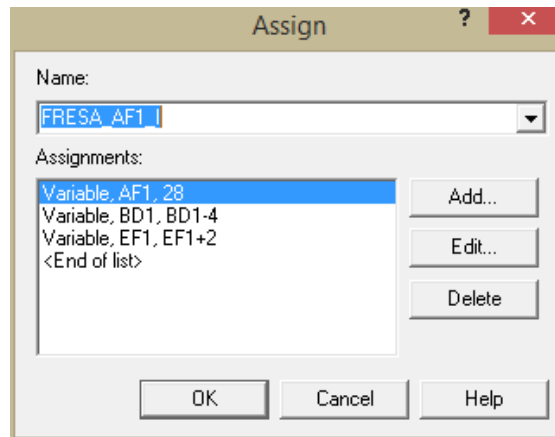 Assign
?
Name:
FRESA_AF1_I
Assignments:
Variable, AF1, 28
Variable, BD1, BD1-4
Variable, EF1, EF1+2
<End of list>
Add...
Edit...
Delete
OK
Cancel
Help